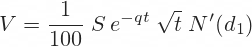 V = \frac{1}{100} S e^{-qt} \sqrt{t} N'(d_1)